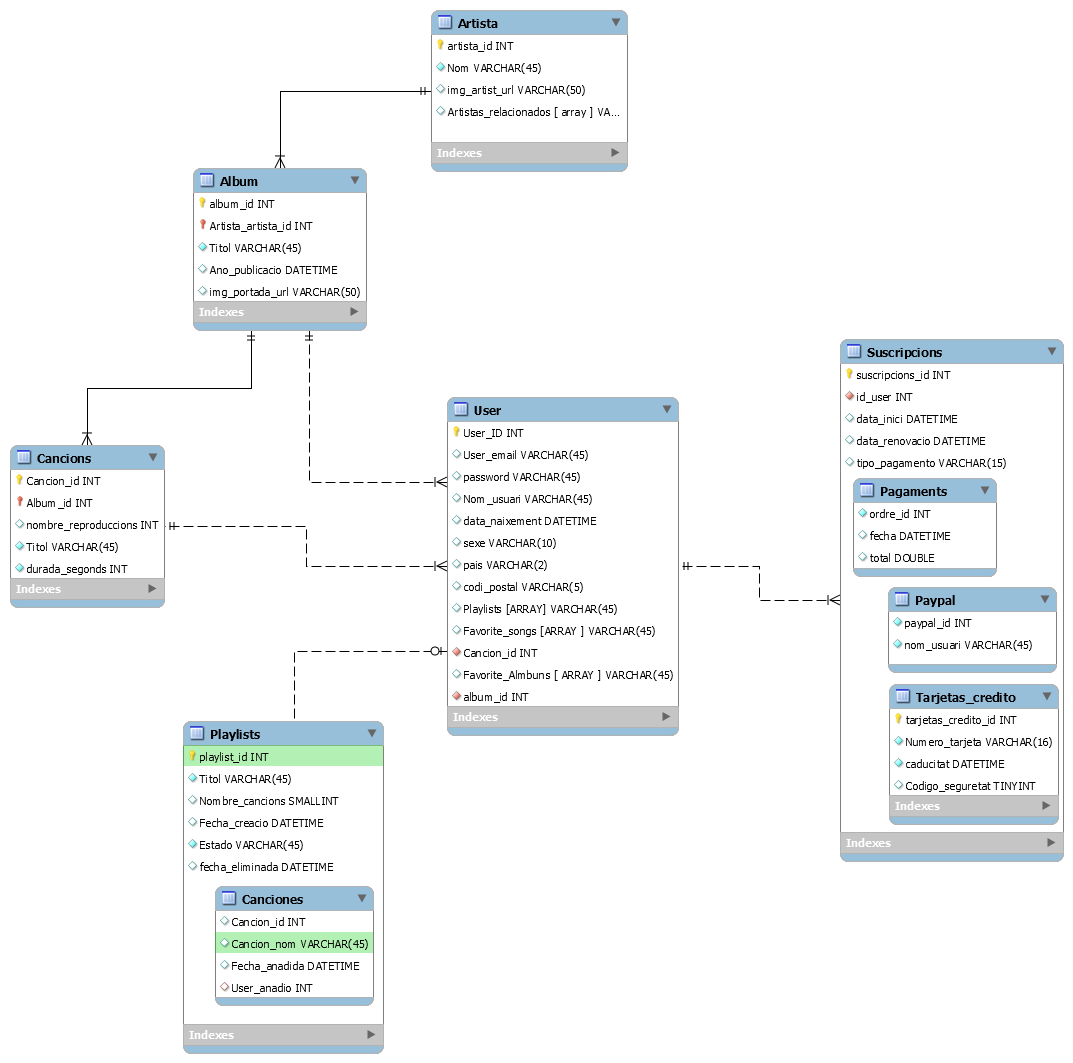 Artista
artista_id INT
Nom VARCHAR(45)
img_artist_url VARCHAR(50)
Artistas_relacionados [ array ] VA...
Indexes
Album
album_id INT
Artista_artista_id INT
Titol VARCHAR(45)
Ano_publicacio DATETIME
img_portada_url VARCHAR(50)
Indexes
Cancions
Cancion_id INT
Album_id INT
nombre_reproduccions INT
Titol VARCHAR(45)
durada_segonds INT
Indexes
User
User_ID INT
User_email VARCHAR(45)
password VARCHAR(45)
Nom_usuari VARCHAR(45)
data_naixement DATETIME
sexe VARCHAR(10)
pais VARCHAR(2)
codi_postal VARCHAR(5)
Playlists [ARRAY] VARCHAR(45)
Favorite_songs [ARRAY ] VARCHAR(45)
Cancion_id INT
Favorite_Almbuns [ ARRAY ] VARCHAR(45)
album_id INT
Indexes
Suscripcions
suscripcions_id INT
id_user INT
data_inici DATETIME
data_renovacio DATETIME
tipo_pagamento VARCHAR(15)
Pagaments
ordre_id INT
fecha DATETIME
total DOUBLE
Paypal
paypal_id INT
nom_usuari VARCHAR(45)
Tarjetas_credito
tarjetas_credito_id INT
Numero_tarjeta VARCHAR(16)
caducitat DATETIME
Codigo_seguretat TINYINT
Indexes
Indexes
Playlists
playlist_id INT
Titol VARCHAR(45)
Nombre_cancions SMALLINT
Fecha_creacio DATETIME
Estado VARCHAR(45)
fecha_eliminada DATETIME
Canciones
Cancion_id INT
Cancion_nom VARCHAR(45)
Fecha_anadida DATETIME
User_anadio INT
Indexes